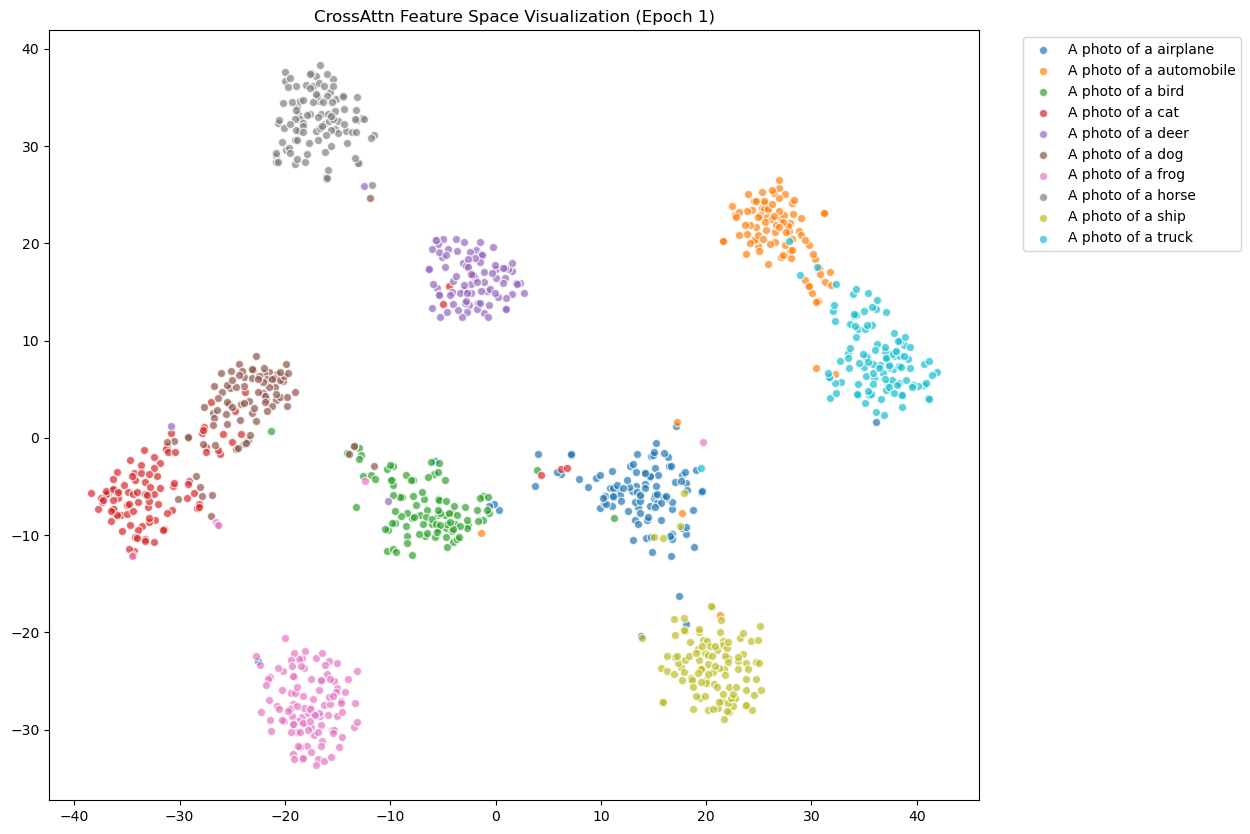 CrossAttn Feature Space Visualization (Epoch 1)
A photo of a airplane
A photo of a automobile
A photo of a bird
A photo of a cat
A photo of a deer
A photo of a dog
A photo of a frog
A photo of a horse
A photo of a ship
A photo of a truck
40
30
20
10
0
−10
−20
−30
−40 −30 −20 −10 0 10 20 30 40